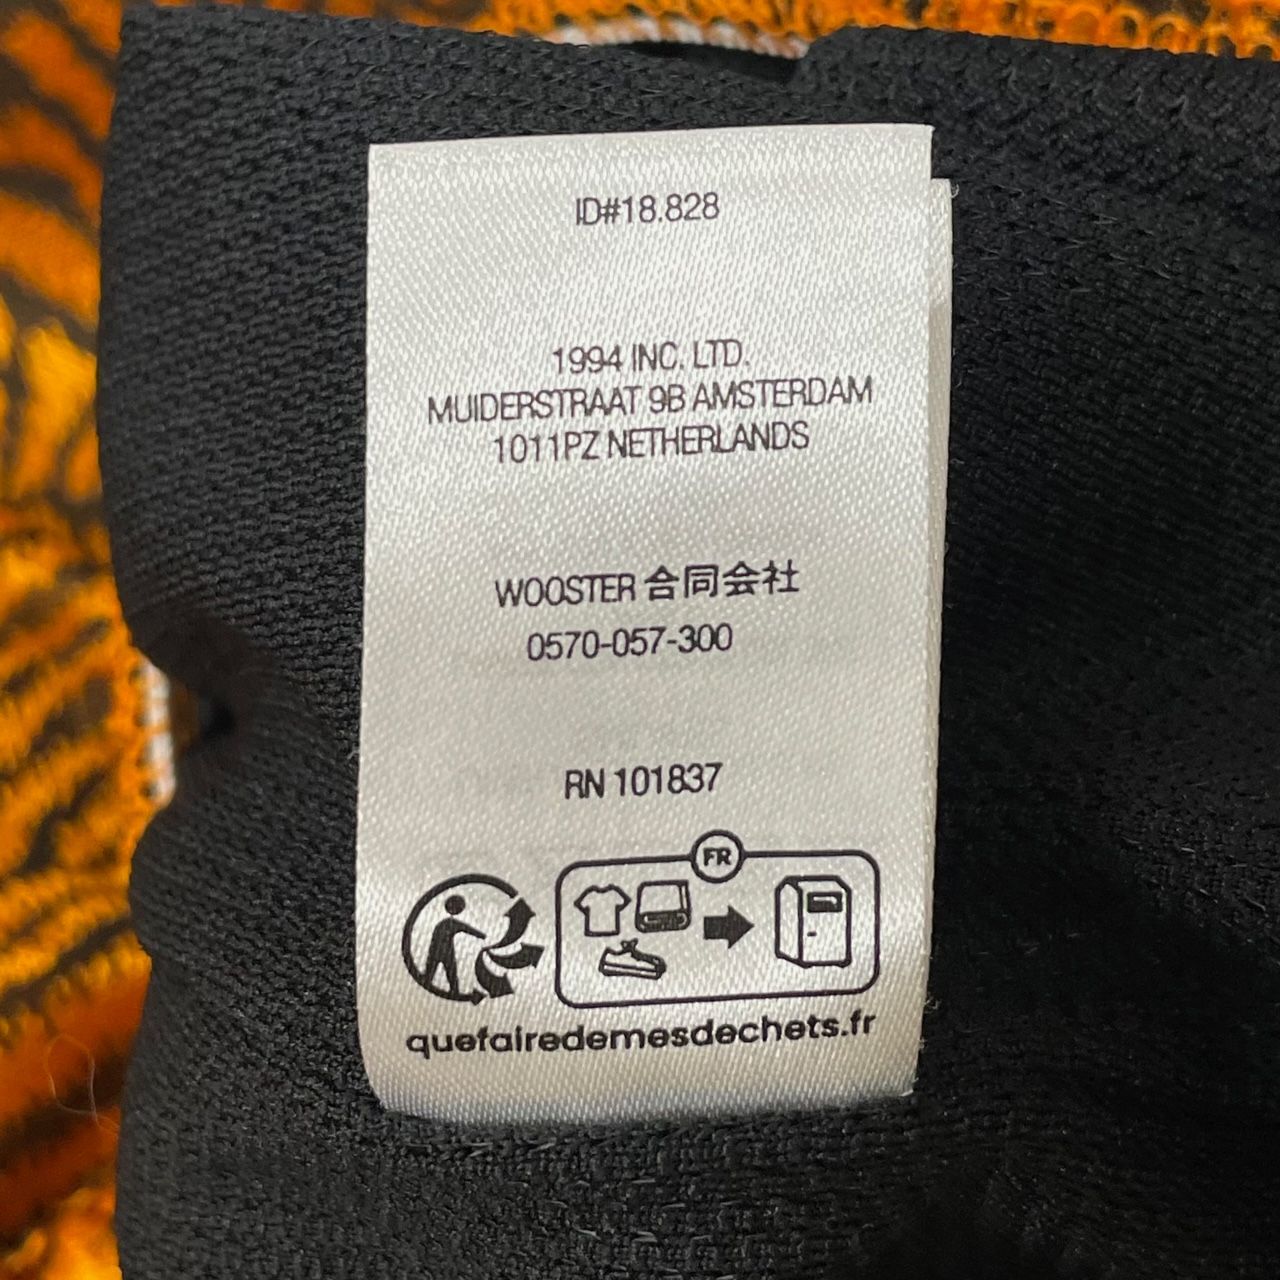 ID#18.828
1994 INC. LTD.
MUIDERSTRAAT 9B AMSTERDAM
1011PZ NETHERLANDS
WOOSTER 合同会社
0570-057-300
RN 101837
FR
quefairedemesdechets.fr